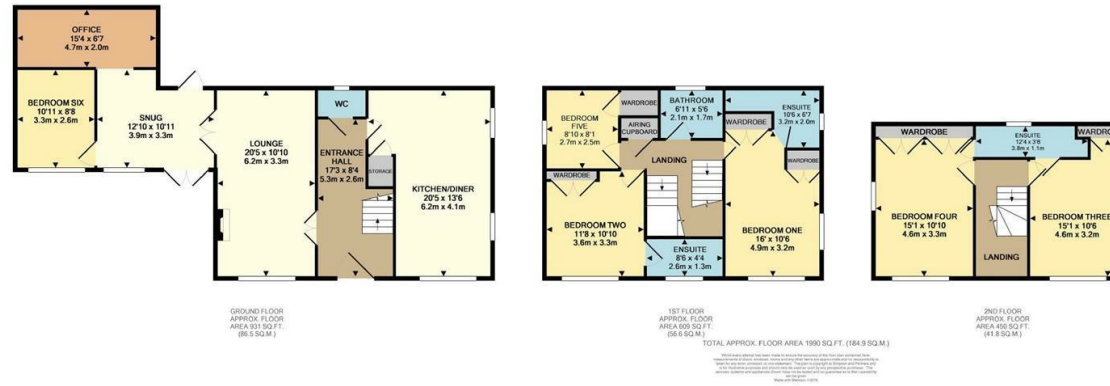 OFFICE
15'4 x 6'7
4.7m x 2.0m
BEDROOM SIX
10'11 x 8'8
3.3m x 2.6m
SNUG
12'10 x 10'11
3.9m x 3.3m
LOUNGE
20'5 x 10'10
6.2m x 3.3m
WC
ENTRANCE
HALL
17'3 x 8'4
5.3m x 2.6m
STORAGE
KITCHEN/DINER
20'5 x 13'6
6.2m x 4.1m
GROUND FLOOR
APPROX. FLOOR
AREA 931 SQ.FT.
(86.5 SQ.M.)
BEDROOM
FIVE
8'10 x 8'1
2.7m x 2.5m
WARDROBE
AIRING
CUPBOARD
BATHROOM
6'11 x 5'6
2.1m x 1.7m
WARDROBE
ENSUITE
10'6 x 6'7
3.2m x 2.0m
WARDROBE
LANDING
WARDROBE
BEDROOM TWO
11'8 x 10'10
3.6m x 3.3m
ENSUITE
8'6 x 4'4
2.6m x 1.3m
BEDROOM ONE
16' x 10'6
4.9m x 3.2m
1ST FLOOR
APPROX. FLOOR
AREA 609 SQ.FT.
(56.6 SQ.M.)
WARDROBE
ENSUITE
12'4 x 3'8
3.8m x 1.1m
WARDR
BEDROOM FOUR
15'1 x 10'10
4.6m x 3.3m
BEDROOM THREE
15'1 x 10'6
4.6m x 3.2m
LANDING
2ND FLOOR
APPROX. FLOOR
AREA 450 SQ.FT.
(41.8 SQ.M.)
TOTAL APPROX. FLOOR AREA 1990 SQ.FT. (184.9 SQ.M.)